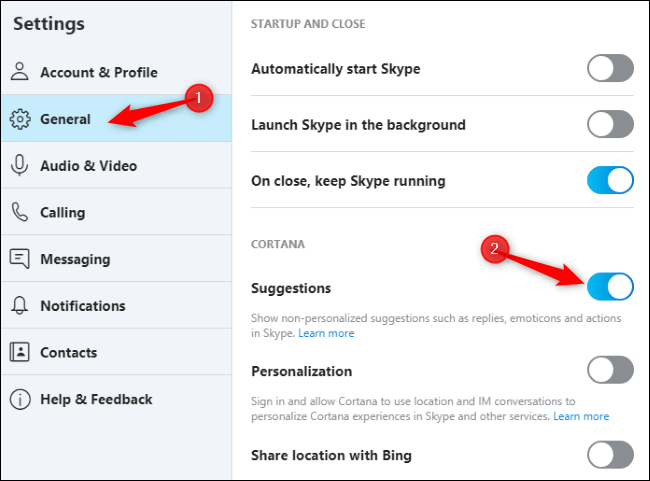 Settings
Account & Profile
General
1
Audio & Video
Calling
Messaging
Notifications
Contacts
Help & Feedback
STARTUP AND CLOSE
Automatically start Skype
Launch Skype in the background
On close, keep Skype running
CORTANA
2
Suggestions
Show non-personalized suggestions such as replies, emoticons and actions
in Skype. Learn more
Personalization
Sign in and allow Cortana to use location and IM conversations to
personalize Cortana experiences in Skype and other services. Learn more
Share location with Bing